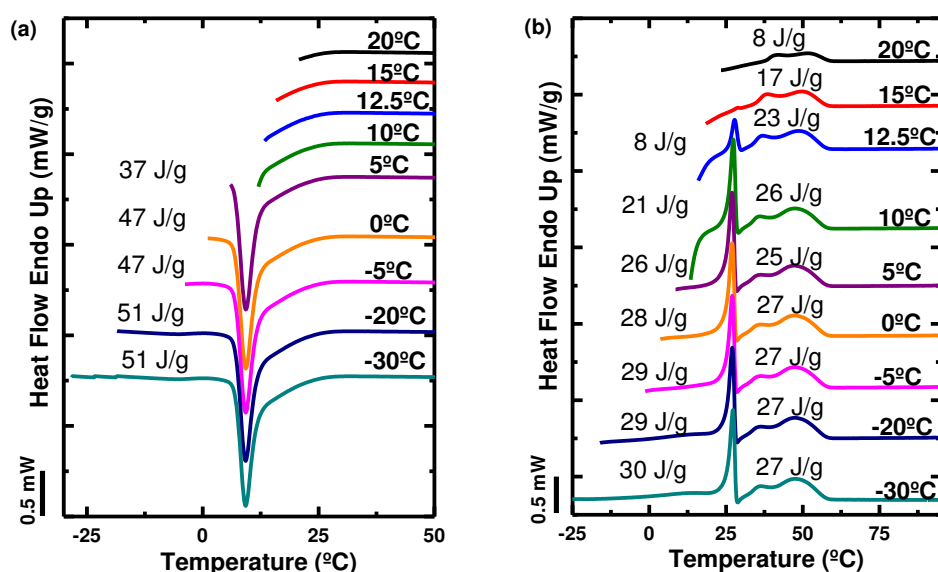 (a)
Heat Flow Endo Up (mW/g)
20ºC
15ºC
12.5ºC
10ºC
37 J/g
5ºC
47 J/g
0ºC
47 J/g
-5ºC
51 J/g
-20ºC
51 J/g
-30ºC
0.5 mW
-25 0 25 50
Temperature (ºC)
(b)
Heat Flow Endo Up (mW/g)
8 J/g
20ºC
17 J/g
15ºC
8 J/g
23 J/g
12.5ºC
21 J/g
26 J/g
10ºC
26 J/g
25 J/g
5ºC
28 J/g
27 J/g
0ºC
29 J/g
27 J/g
-5ºC
29 J/g
27 J/g
-20ºC
30 J/g
27 J/g
-30ºC
0.5 mW
-25 0 25 50 75
Temperature (ºC)